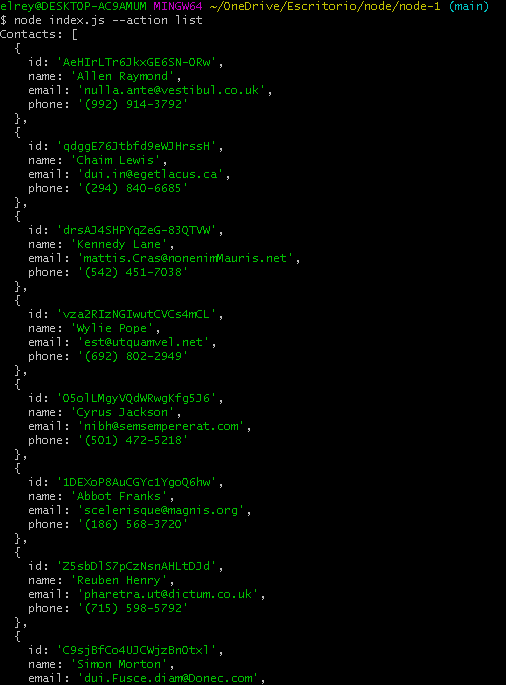 elrey@DESKTOP-AC9AMUM MINGW64 ~/OneDrive/Escritorio/node/node-1 (main)
$ node index.js --action list
Contacts: [
  {
    id: 'AeHIrLTr6JkxGE6SN-0Rw',
    name: 'Allen Raymond',
    email: 'nulla.ante@vestibul.co.uk',
    phone: '(992) 914-3792'
  },
  {
    id: 'qdggE76Jtbfd9eWJHrssH',
    name: 'Chaim Lewis',
    email: 'dui.in@egetlacus.ca',
    phone: '(294) 840-6685'
  },
  {
    id: 'drsAJ4SHPYqZeG-83QTVW',
    name: 'Kennedy Lane',
    email: 'mattis.Cras@nonenimMauris.net',
    phone: '(542) 451-7038'
  },
  {
    id: 'vza2RIzNGIwutCVCs4mCL',
    name: 'Wylie Pope',
    email: 'est@utquamvel.net',
    phone: '(692) 802-2949'
  },
  {
    id: '05olLMgyVQdWRwgKfg5J6',
    name: 'Cyrus Jackson',
    email: 'nibh@semsempererat.com',
    phone: '(501) 472-5218'
  },
  {
    id: '1DEXoP8AuCGYc1YgoQ6hw',
    name: 'Abbot Franks',
    email: 'scelerisque@magnis.org',
    phone: '(186) 568-3720'
  },
  {
    id: 'Z5sbDlS7pCzNsnAHLtDJd',
    name: 'Reuben Henry',
    email: 'pharetra.ut@dictum.co.uk',
    phone: '(715) 598-5792'
  },
  {
    id: 'C9sjBfCo4UJCWjzBnOtxl',
    name: 'Simon Morton',
    email: 'dui.Fusce.diam@Donec.com',